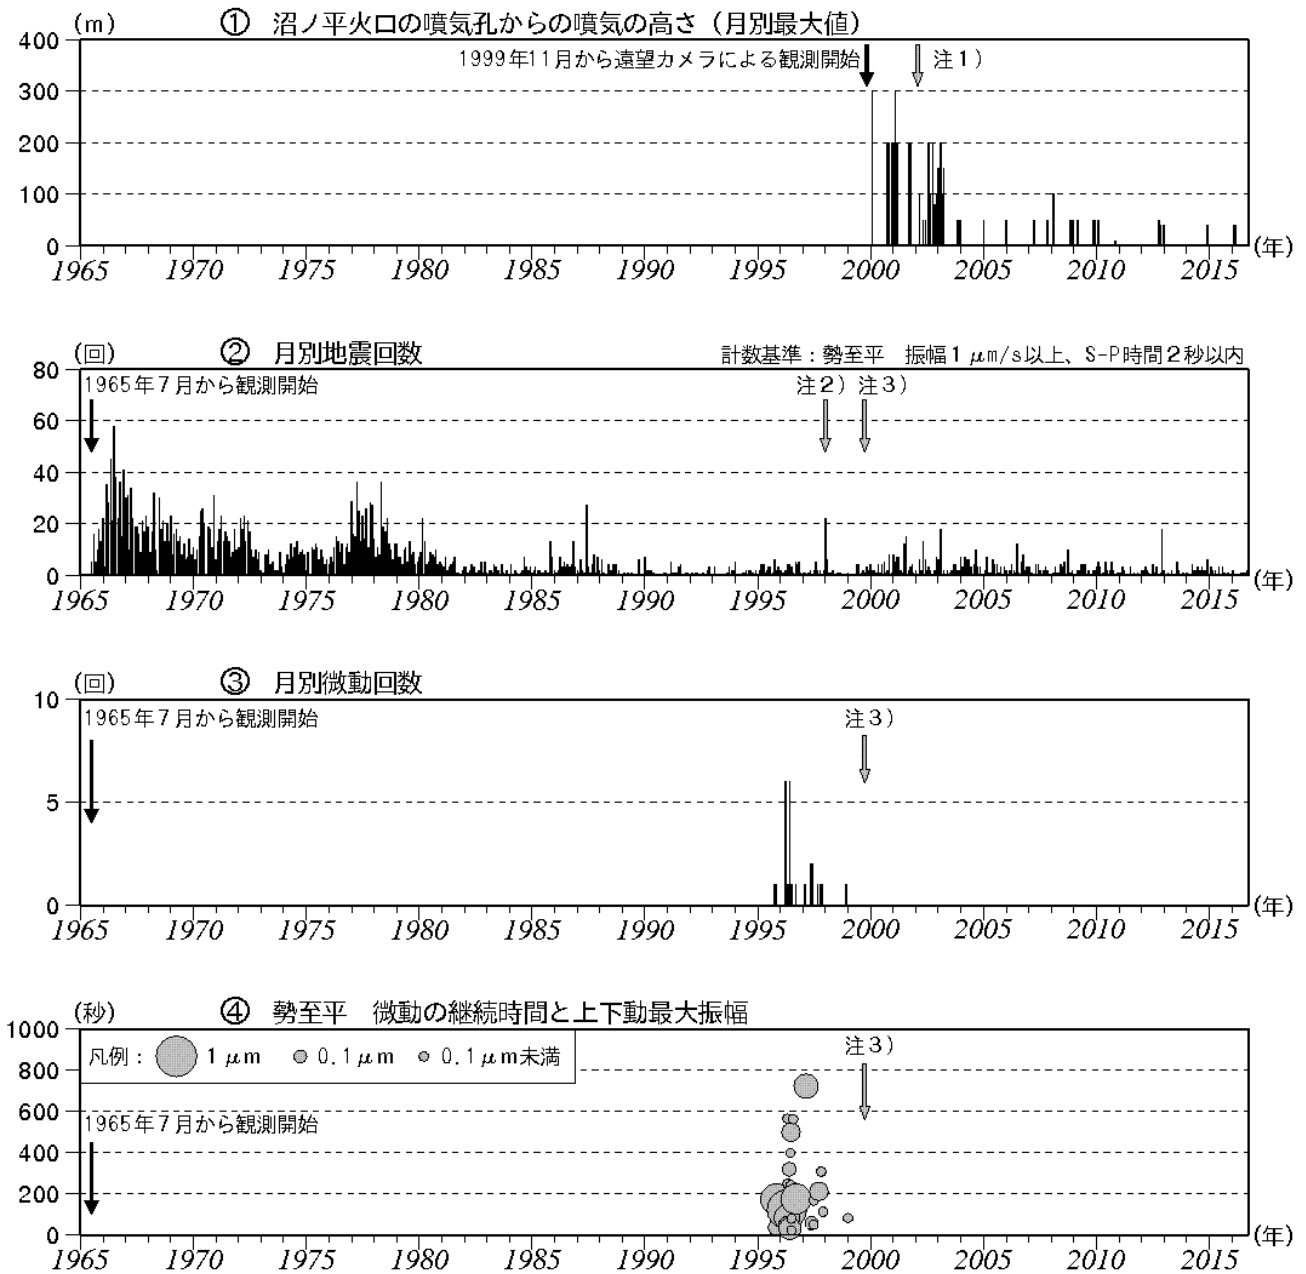 (m) ① 沼ノ平火口の噴気孔からの噴気の高さ（月別最大値）
400
1999年11月から遠望カメラによる観測開始 注1)
300
200
100
0
1965 1970 1975 1980 1985 1990 1995 2000 2005 2010 2015 (年)
(回) ② 月別地震回数 計数基準：勢至平 振幅1μm/s以上、S-P時間2秒以内
80
1965年7月から観測開始 注2) 注3)
60
40
20
0
1965 1970 1975 1980 1985 1990 1995 2000 2005 2010 2015 (年)
(回) ③ 月別微動回数
10
1965年7月から観測開始 注3)
5
0
1965 1970 1975 1980 1985 1990 1995 2000 2005 2010 2015 (年)
(秒) ④ 勢至平 微動の継続時間と上下動最大振幅
1000
凡例： 1μm 0.1μm 0.1μm未満 注3)
800
600
1965年7月から観測開始
400
200
0
1965 1970 1975 1980 1985 1990 1995 2000 2005 2010 2015 (年)